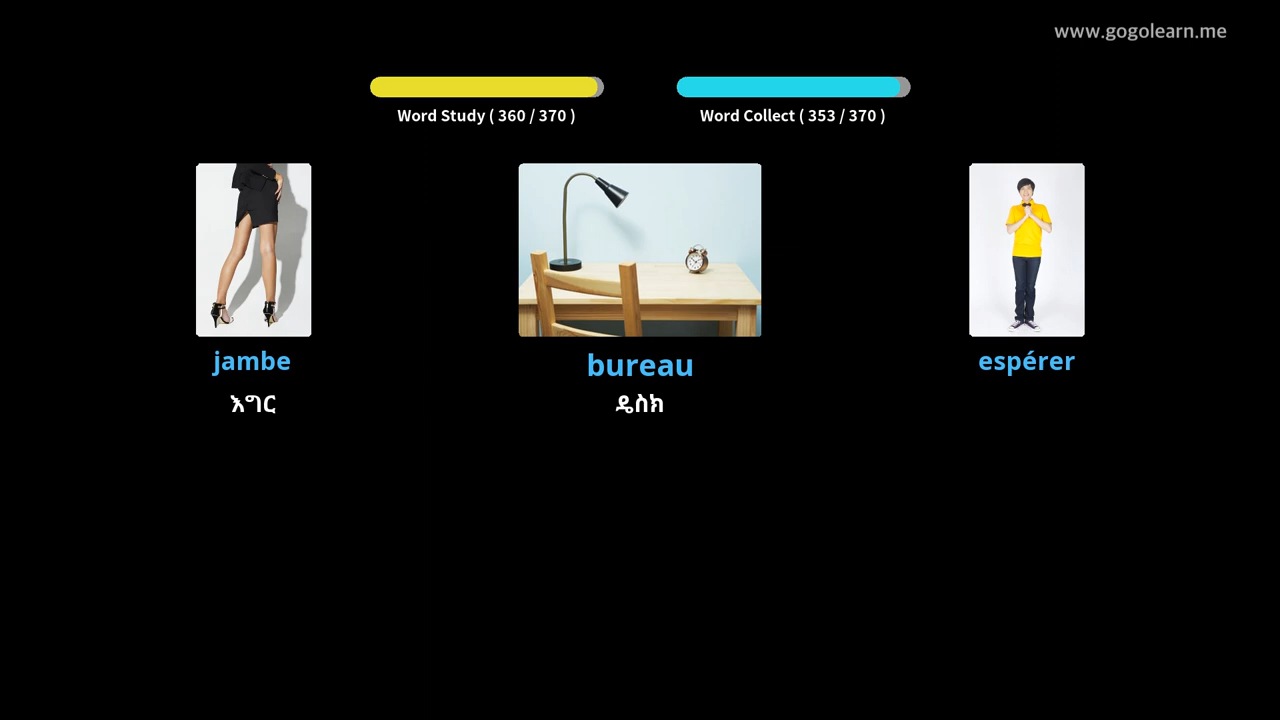 www.gogolearn.me
Word Study ( 360 / 370 )
Word Collect ( 353 / 370 )
jambe
bureau
espérer
እግር
ዴስክ